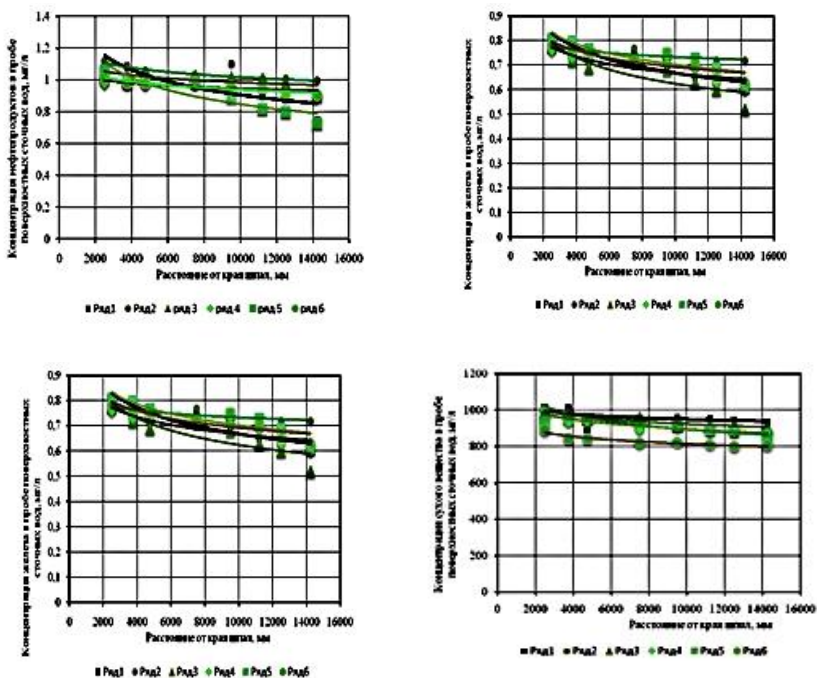 Концентрация нефтепродуктов в пробе
поверхностных сточных вод, мг/л
1,4
1,2
1
0,8
0,6
0,4
0,2
0
0 2000 4000 6000 8000 10000 12000 14000 16000
Расстояние от края шпал, мм
Ряд1 Ряд2 ряд 3 ряд 4 ряд 5 ряд 6
Концентрация железа в пробе поверхностных
сточных вод, мг/л
0,9
0,8
0,7
0,6
0,5
0,4
0,3
0,2
0,1
0
0 2000 4000 6000 8000 10000 12000 14000 16000
Расстояние от края шпал, мм
Ряд1 Ряд2 Ряд3 Ряд4 Ряд5 Ряд6
Концентрация железа в пробе поверхностных
сточных вод, мг/л
0,9
0,8
0,7
0,6
0,5
0,4
0,3
0,2
0,1
0
0 2000 4000 6000 8000 10000 12000 14000 16000
Расстояние от края шпал, мм
Ряд1 Ряд2 Ряд3 Ряд4 Ряд5 Ряд6
Концентрация сухого вещества в пробе
поверхностных сточных вод, мг/л
1200
1000
800
600
400
200
0
0 2000 4000 6000 8000 10000 12000 14000 16000
Расстояние от края шпал, мм
Ряд1 Ряд2 Ряд3 Ряд4 Ряд5 Ряд6